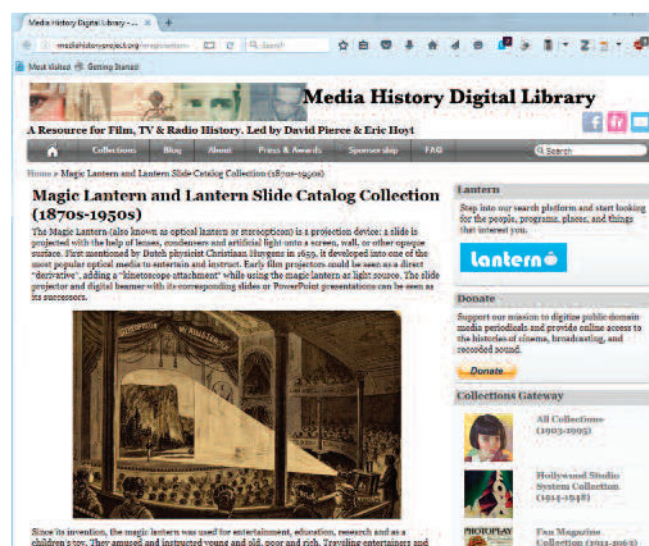 Media History Digital Library - ...
Search
Most Visited
Getting Started
Media History Digital Library
A Resource for Film, TV & Radio History. Led by David Pierce & Eric Hoyt
Collections Blog About Press & Awards Sponsorship FAQ
Search
Home » Magic Lantern and Lantern Slide Catalog Collection (1870s-1950s)
Magic Lantern and Lantern Slide Catalog Collection
(1870s-1950s)
The Magic Lantern (also known as optical lantern or stereopticon) is a projection device: a slide is
projected with the help of lenses, condensers and artificial light onto a screen, wall, or other opaque
surface. First mentioned by Dutch physicist Christiaan Huygens in 1659, it developed into one of the
most popular optical media to entertain and instruct. Early film projectors could be seen as a direct
"derivative", adding a "kinetoscope attachment" while using the magic lantern as light source. The slide
projector and digital beamer with its corresponding slides or PowerPoint presentations can be seen as
its successors.
Since its invention, the magic lantern was used for entertainment, education, research and as a
children's toy. They amused and instructed young and old, poor and rich. Traveling entertainers and
Lantern
Step into our search platform and start looking
for the people, programs, places, and things
that interest you.
Lantern
Donate
Support our mission to digitize public domain
media periodicals and provide online access to
the histories of cinema, broadcasting, and
recorded sound.
Donate
Collections Gateway
All Collections
(1903-1995)
Hollywood Studio
System Collection
(1914-1948)
PHOTOPLAY
Fan Magazine
Collection (1911-1963)